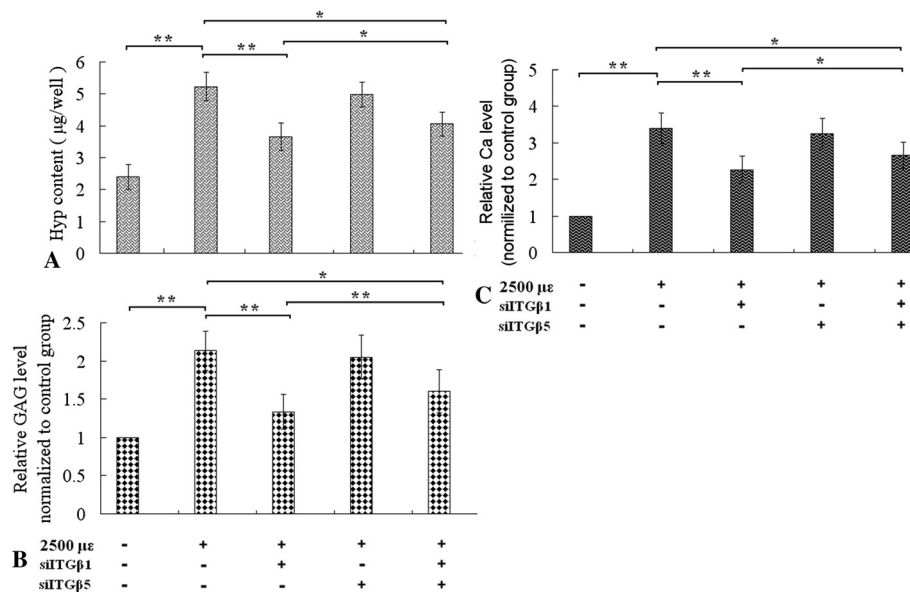 ** ** * *
Hyp content ( μg/well)
6
5
4
3
2
1
0
A
** ** * **
Relative GAG level
normalized to control group
2.5
2
1.5
1
0.5
0
2500 με - + + + +
siITGβ1 - - + - +
siITGβ5 - - - + +
B
** ** * *
Relative Ca level
(normilized to control group)
5
4
3
2
1
0
2500 με - + + + +
siITGβ1 - - + - +
siITGβ5 - - - + +
C